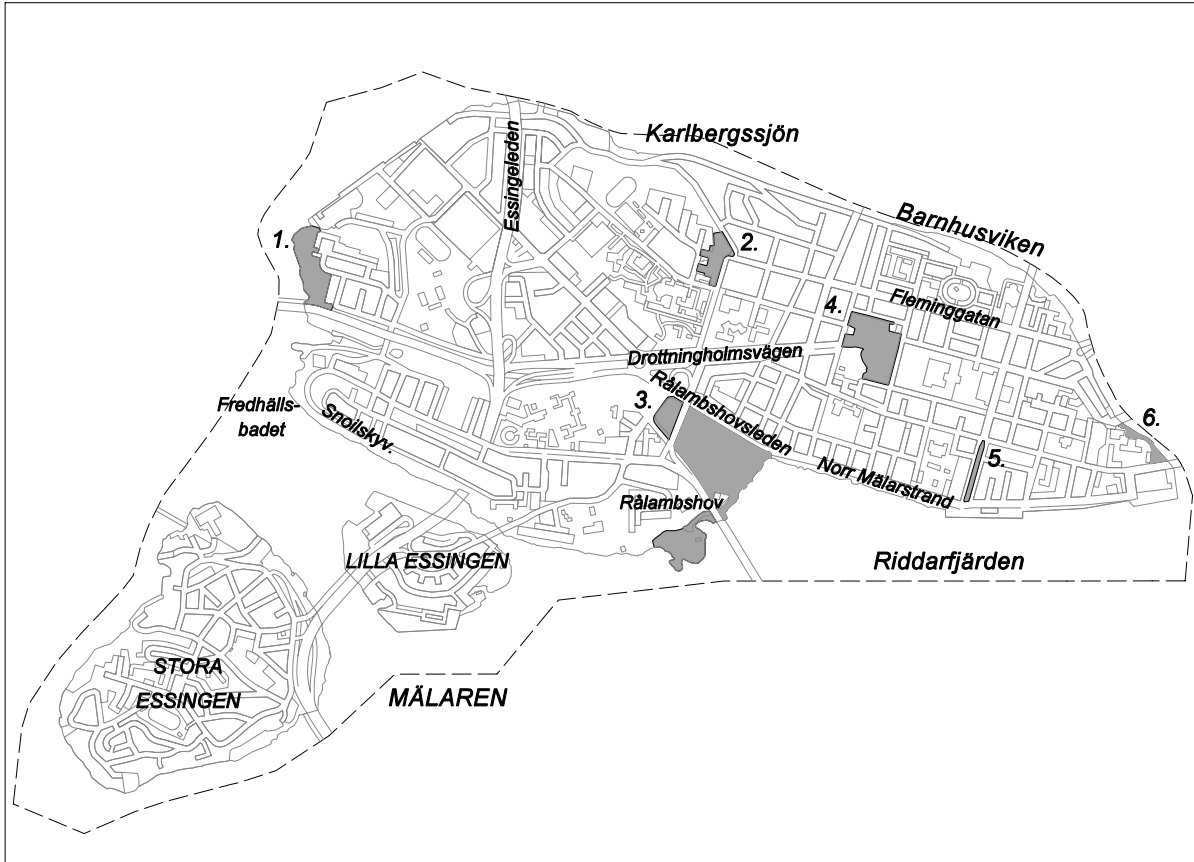 Karlbergssjön
Essingeleden
Barnhusviken
1.
2.
Fleminggatan
4.
Drottningholmsvägen
Rålambshovsleden
3.
Fredhälls-
badet
Snoilskyv.
6.
5.
Norr Mälarstrand
Rålambshov
LILLA ESSINGEN
Riddarfjärden
STORA
ESSINGEN
MÄLAREN